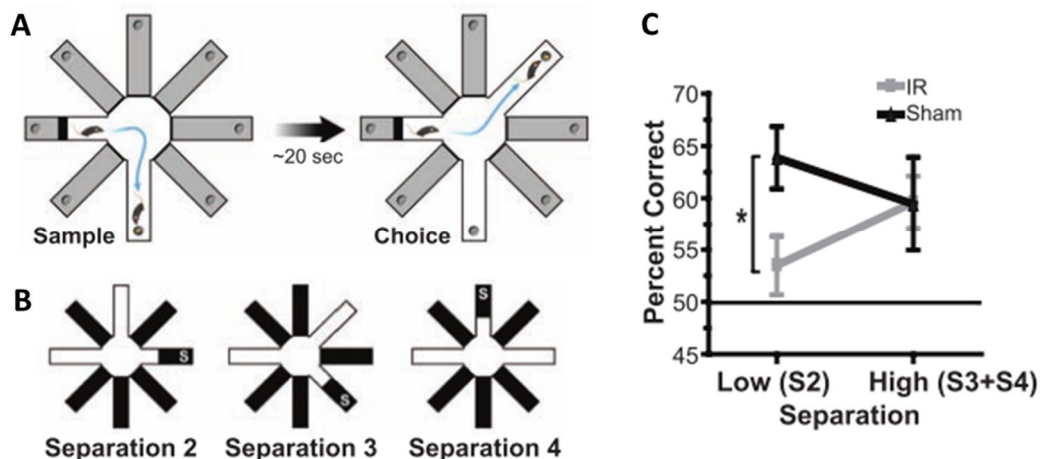 A
Sample
~20 sec
Choice
B
S
Separation 2
S
Separation 3
S
Separation 4
C
IR
Sham
Percent Correct
70
65
60
55
50
45
*
Low (S2)
High (S3+S4)
Separation